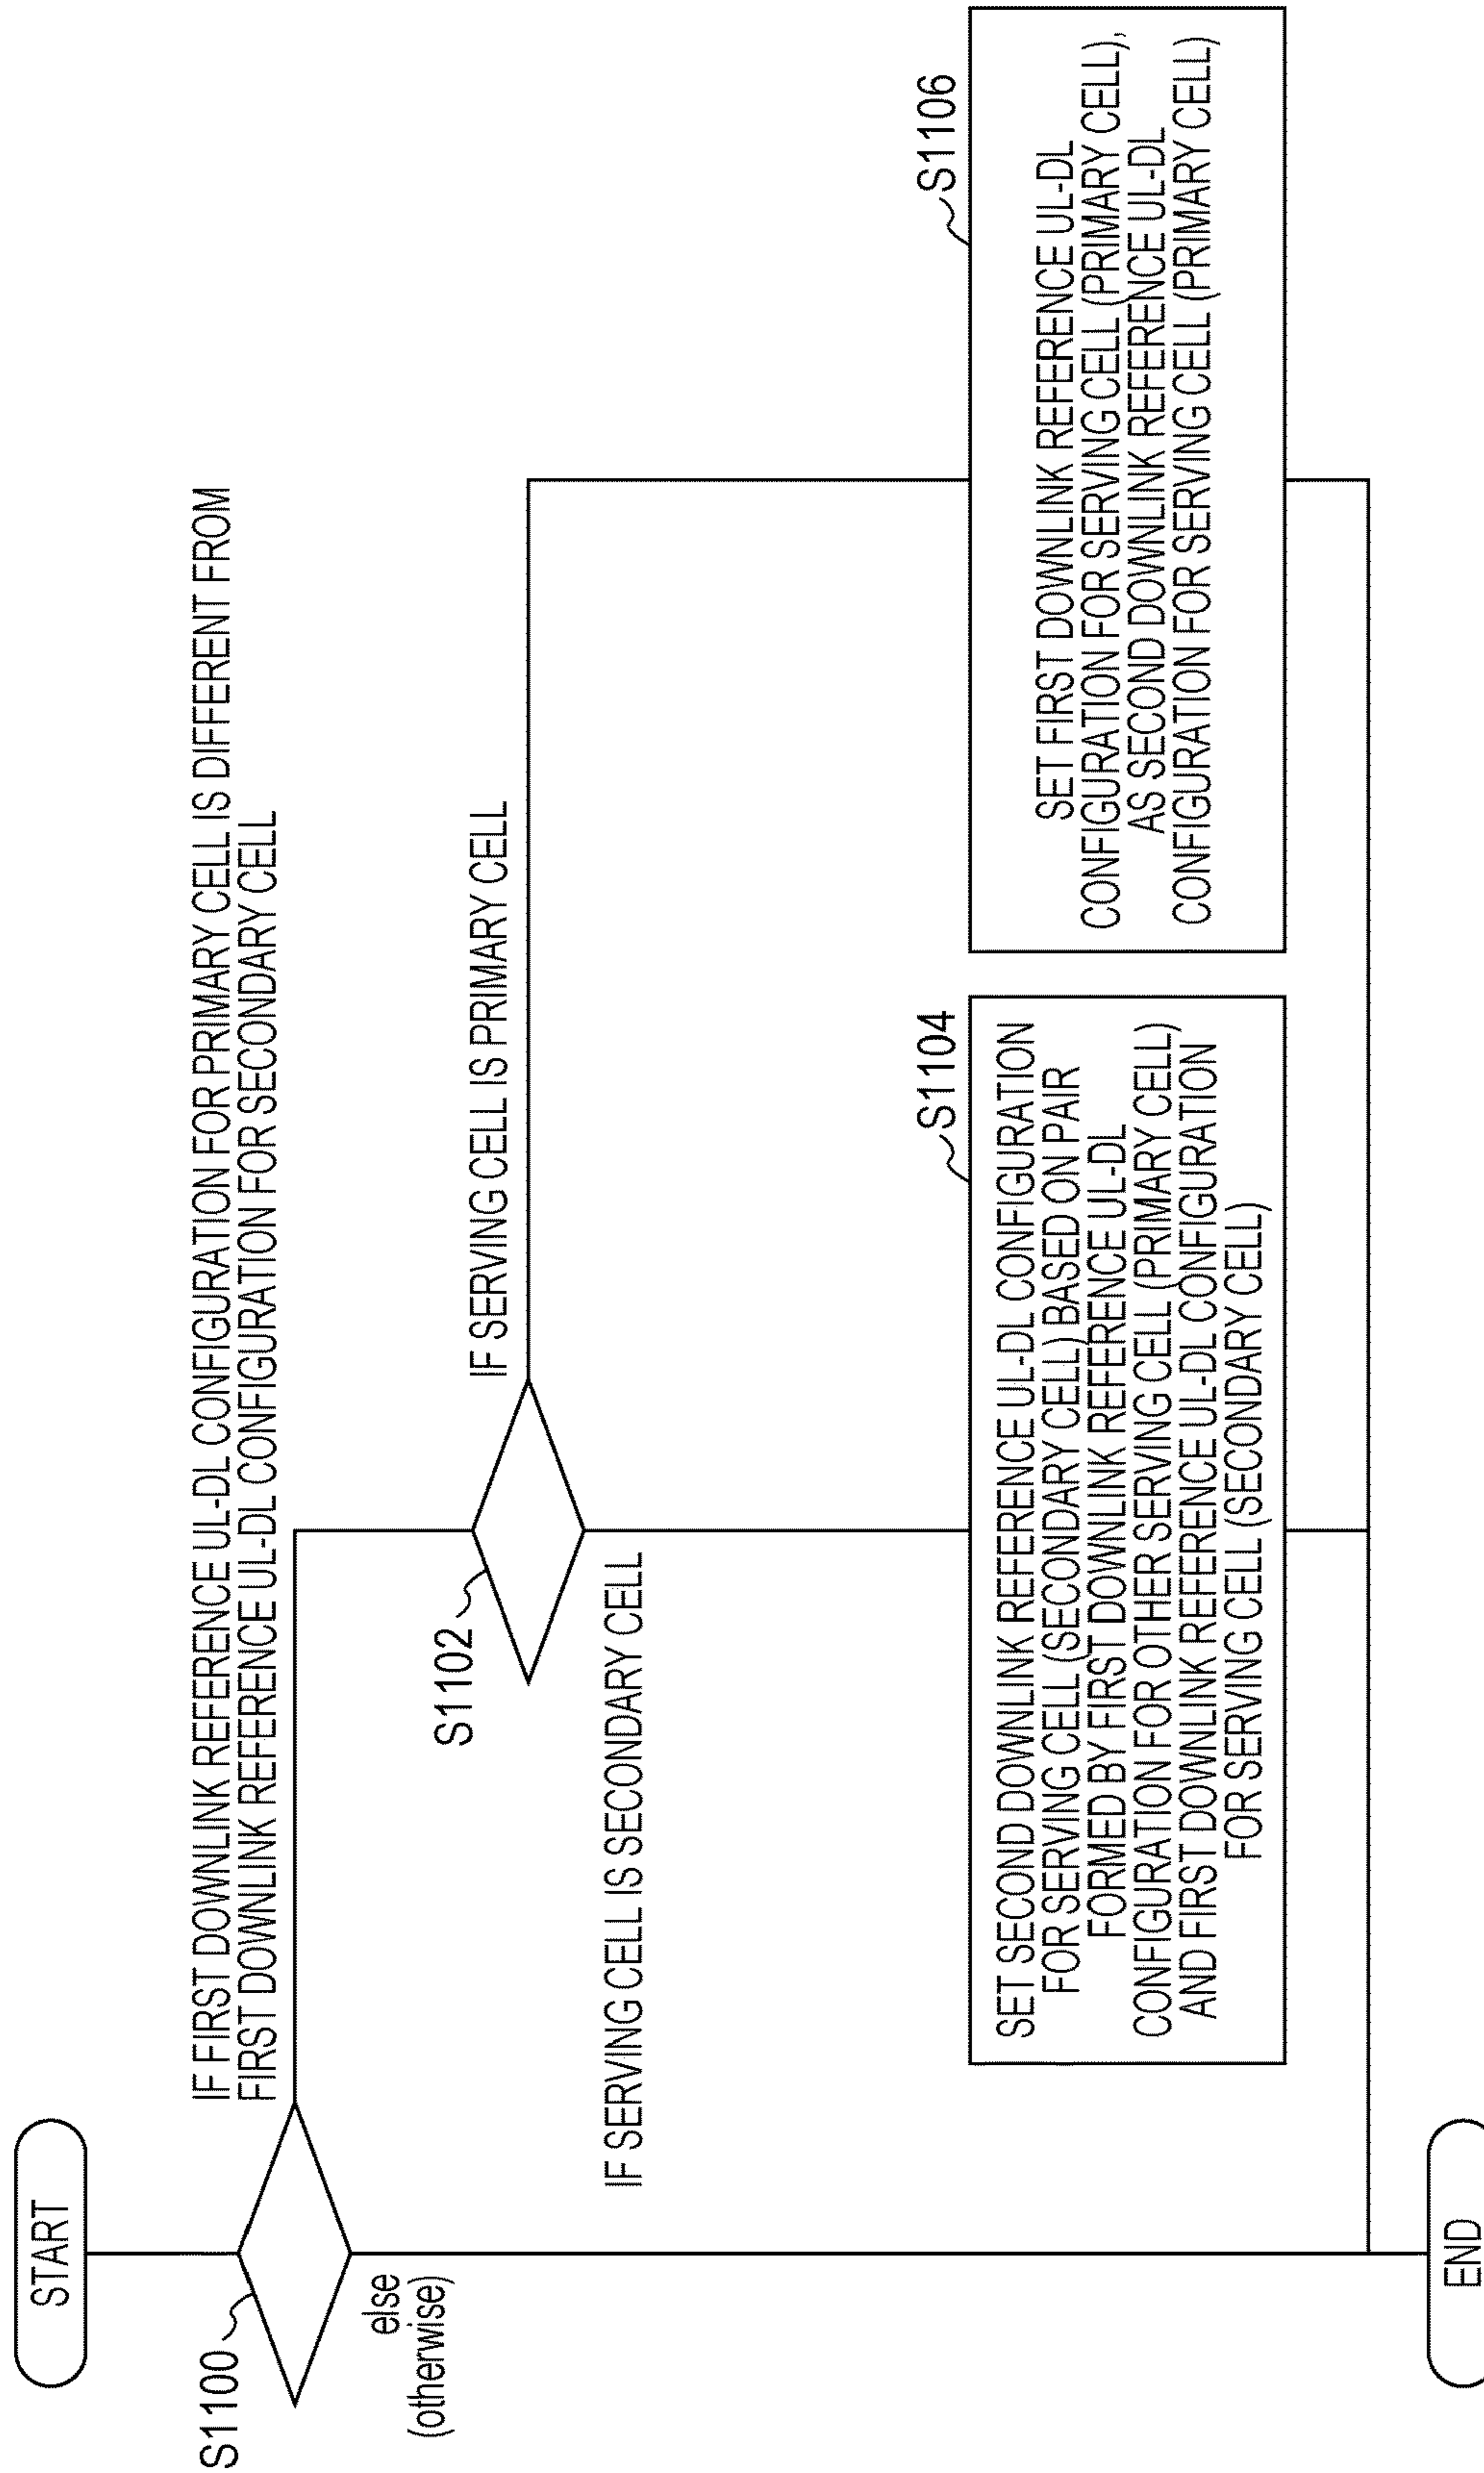 START
S1100
IF FIRST DOWNLINK REFERENCE UL-DL CONFIGURATION FOR PRIMARY CELL IS DIFFERENT FROM
FIRST DOWNLINK REFERENCE UL-DL CONFIGURATION FOR SECONDARY CELL
else
(otherwise)
S1102
IF SERVING CELL IS PRIMARY CELL
IF SERVING CELL IS SECONDARY CELL
S1104
SET SECOND DOWNLINK REFERENCE UL-DL CONFIGURATION
FOR SERVING CELL (SECONDARY CELL) BASED ON PAIR
FORMED BY FIRST DOWNLINK REFERENCE UL-DL
CONFIGURATION FOR OTHER SERVING CELL (PRIMARY CELL)
AND FIRST DOWNLINK REFERENCE UL-DL CONFIGURATION
FOR SERVING CELL (SECONDARY CELL)
S1106
SET FIRST DOWNLINK REFERENCE UL-DL
CONFIGURATION FOR SERVING CELL (PRIMARY CELL),
AS SECOND DOWNLINK REFERENCE UL-DL
CONFIGURATION FOR SERVING CELL (PRIMARY CELL)
END